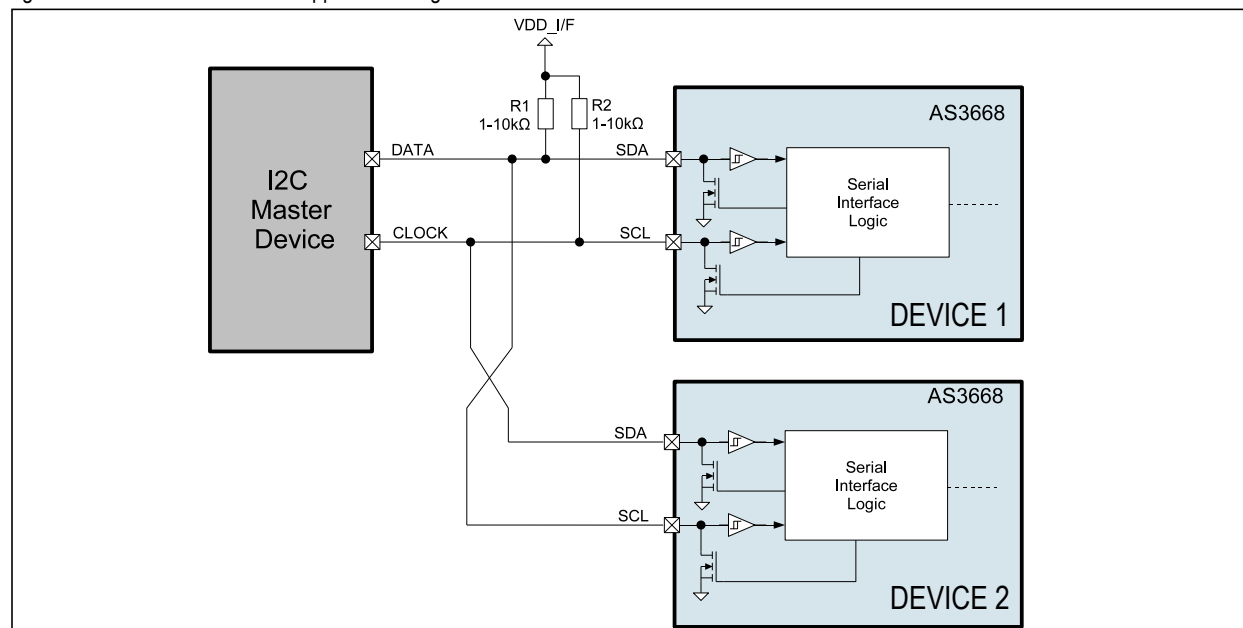 VDD_I/F
R1
1-10kΩ
R2
1-10kΩ
I2C
Master
Device
DATA
CLOCK
SDA
SCL
AS3668
Serial
Interface
Logic
DEVICE 1
SDA
SCL
AS3668
Serial
Interface
Logic
DEVICE 2